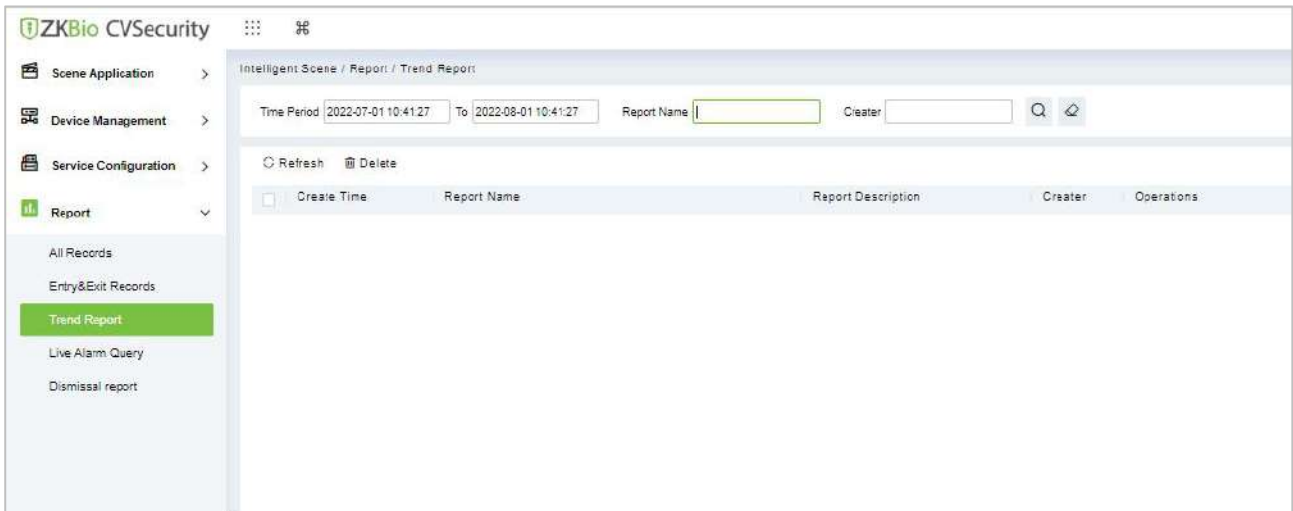 ZKBio CVSecurity
Scene Application
Device Management
Service Configuration
Report
All Records
Entry&Exit Records
Trend Report
Live Alarm Query
Dismissal report
Intelligent Scene / Report / Trend Report
Time Period 2022-07-01 10:41:27 To 2022-08-01 10:41:27 Report Name Creater
Refresh Delete
Create Time Report Name Report Description Creater Operations